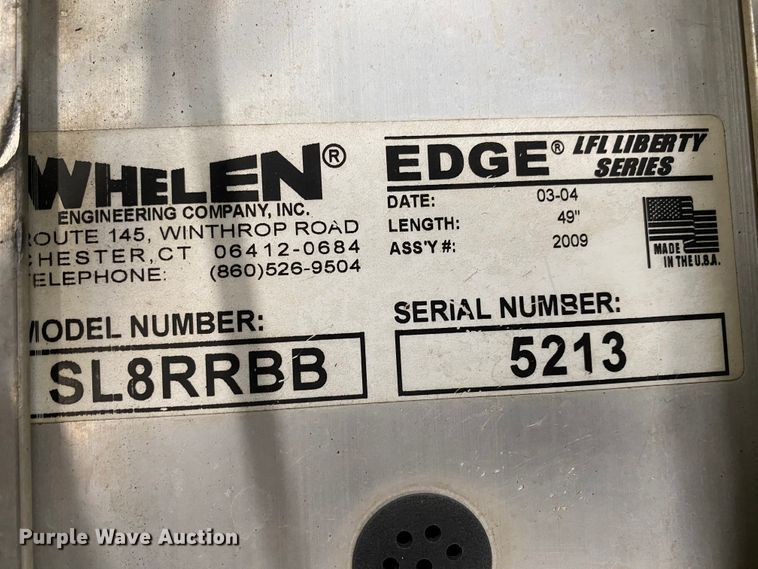 WHELEN®
ENGINEERING COMPANY, INC.
ROUTE 145, WINTHROP ROAD
CHESTER, CT 06412-0684
TELEPHONE: (860)526-9504
MODEL NUMBER:
SL8RRBB
EDGE® LFL LIBERTY
SERIES
DATE: 03-04
LENGTH: 49"
ASS'Y #: 2009
MADE
IN THE U.S.A.
SERIAL NUMBER:
5213
Purple Wave Auction